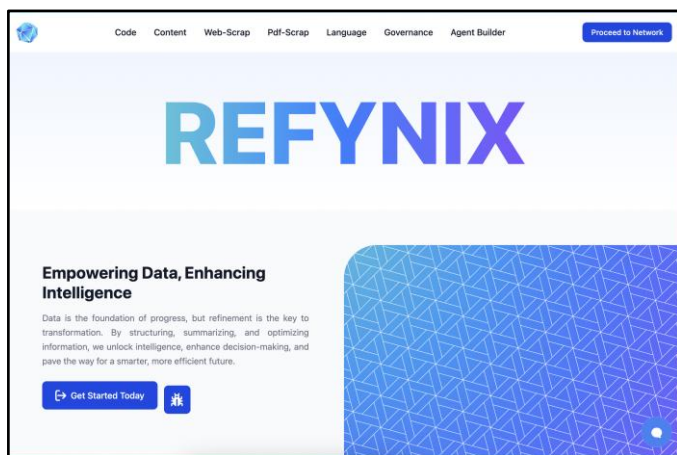 Code Content Web-Scrap Pdf-Scrap Language Governance Agent Builder Proceed to Network
REFYNIX
Empowering Data, Enhancing
Intelligence
Data is the foundation of progress, but refinement is the key to
transformation. By structuring, summarizing, and optimizing
information, we unlock intelligence, enhance decision-making, and
pave the way for a smarter, more efficient future.
Get Started Today